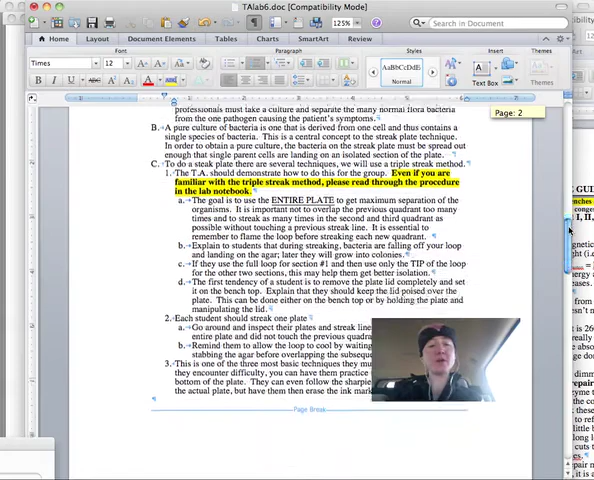 TAlab6.doc [Compatibility Mode]
125%
Search in Document
Home Layout Document Elements Tables Charts SmartArt Review
Font Paragraph Styles Insert Themes
Times 12 AaBbCcDdE
Normal Text Box Themes
B I U ABC
Page: 2
professionals must take a culture and separate the many normal flora bacteria
from the one pathogen causing the patient's symptoms.
B. A pure culture of bacteria is one that is derived from one cell and thus contains a
single species of bacteria. This is a central concept to the streak plate technique.
In order to obtain a pure culture, the bacteria on the streak plate must be spread out
enough that single parent cells are landing on an isolated section of the plate.
C. To do a steak plate there are several techniques, we will use a triple streak method.
1. The T.A. should demonstrate how to do this for the group. Even if you are
familiar with the triple streak method, please read through the procedure
in the lab notebook.
a. The goal is to use the ENTIRE PLATE to get maximum separation of the
organisms. It is important not to overlap the previous quadrant too many
times and to streak as many times in the second and third quadrant as
possible without touching a previous streak line. It is essential to
remember to flame the loop before streaking each new quadrant.
b. Explain to students that during streaking, bacteria are falling off your loop
and landing on the agar; later they will grow into colonies.
c. If they use the full loop for section #1 and then use only the TIP of the loop
for the other two sections, this may help them get better isolation.
d. The first tendency of a student is to remove the plate lid completely and set
it on the bench top. Explain that they should keep the lid poised over the
plate. This can be done either on the bench top or by holding the plate and
manipulating the lid.
2. Each student should streak one plate
a. Go around and inspect their plates and streak line
entire plate and did not touch the previous quadr
b. Remind them to allow the loop to cool by waiting
stabbing the agar before overlapping the subsequ
3. This is one of the three most basic techniques they mu
they encounter difficulty, you can have them practice
bottom of the plate. They can even follow the sharpie
the actual plate, but have them then erase the ink mark
Page Break